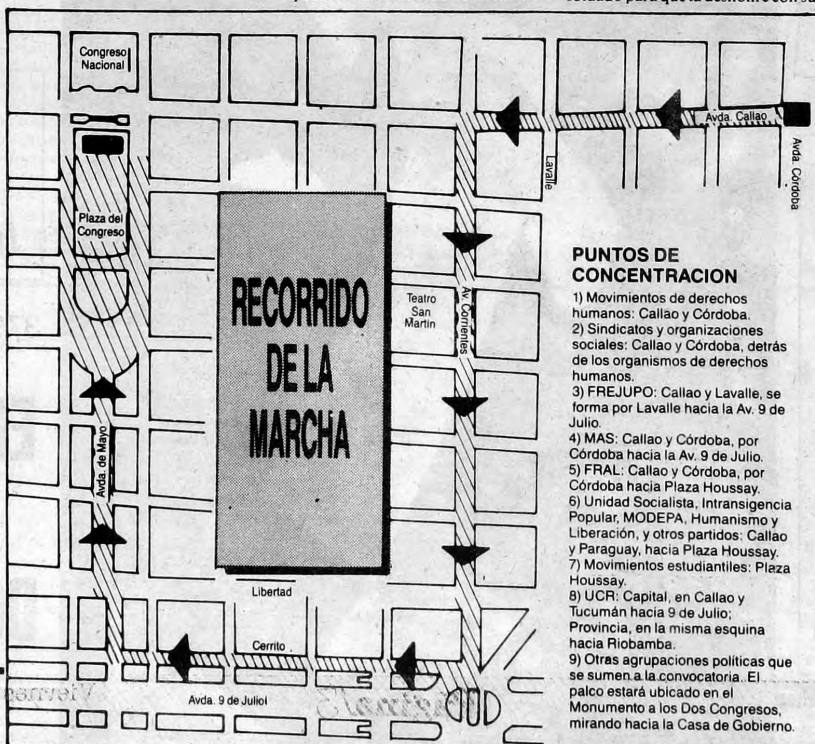 Congreso
Nacional
Avda. Callao
Avda. Córdoba
Lavalle
Plaza del
Congreso
RECORRIDO
DE LA
MARCHA
Teatro
San
Martín
Av. Corrientes
Avda. de Mayo
Libertad
Cerrito
Avda. 9 de Juliol
PUNTOS DE
CONCENTRACION
1) Movimientos de derechos
humanos: Callao y Córdoba.
2) Sindicatos y organizaciones
sociales: Callao y Córdoba, detrás
de los organismos de derechos
humanos.
3) FREJUPO: Callao y Lavalle, se
forma por Lavalle hacia la Av. 9 de
Julio.
4) MAS: Callao y Córdoba, por
Córdoba hacia la Av. 9 de Julio.
5) FRAL: Callao y Córdoba, por
Córdoba hacia Plaza Houssay.
6) Unidad Socialista, Intransigencia
Popular, MODEPA, Humanismo y
Liberación, y otros partidos: Callao
y Paraguay, hacia Plaza Houssay.
7) Movimientos estudiantiles: Plaza
Houssay.
8) UCR: Capital, en Callao y
Tucumán hacia 9 de Julio;
Provincia, en la misma esquina
hacia Riobamba.
9) Otras agrupaciones políticas que
se sumen a la convocatoria. El
palco estará ubicado en el
Monumento a los Dos Congresos,
mirando hacia la Casa de Gobierno.